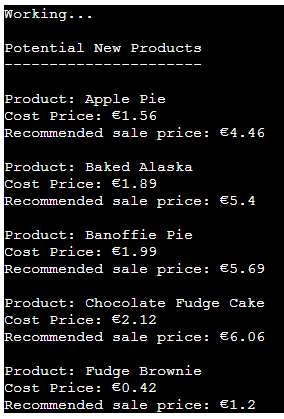 Working...
Potential New Products
----------------------
Product: Apple Pie
Cost Price: €1.56
Recommended sale price: €4.46
Product: Baked Alaska
Cost Price: €1.89
Recommended sale price: €5.4
Product: Banoffie Pie
Cost Price: €1.99
Recommended sale price: €5.69
Product: Chocolate Fudge Cake
Cost Price: €2.12
Recommended sale price: €6.06
Product: Fudge Brownie
Cost Price: €0.42
Recommended sale price: €1.2